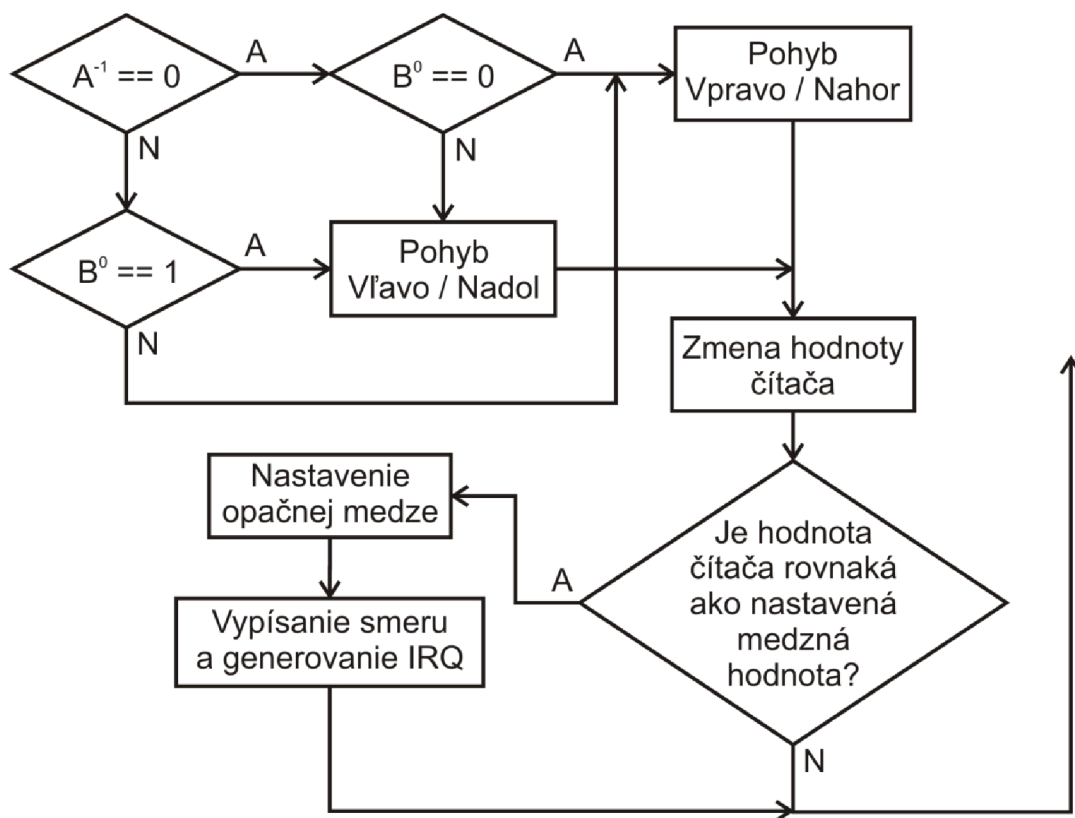 A⁻¹ == 0
A
B⁰ == 0
A
Pohyb
Vpravo / Nahor
N
N
B⁰ == 1
A
Pohyb
Vľavo / Nadol
N
Zmena hodnoty
čítača
Nastavenie
opačnej medze
A
Je hodnota
čítača rovnaká
ako nastavená
medzná
hodnota?
Vypísanie smeru
a generovanie IRQ
N